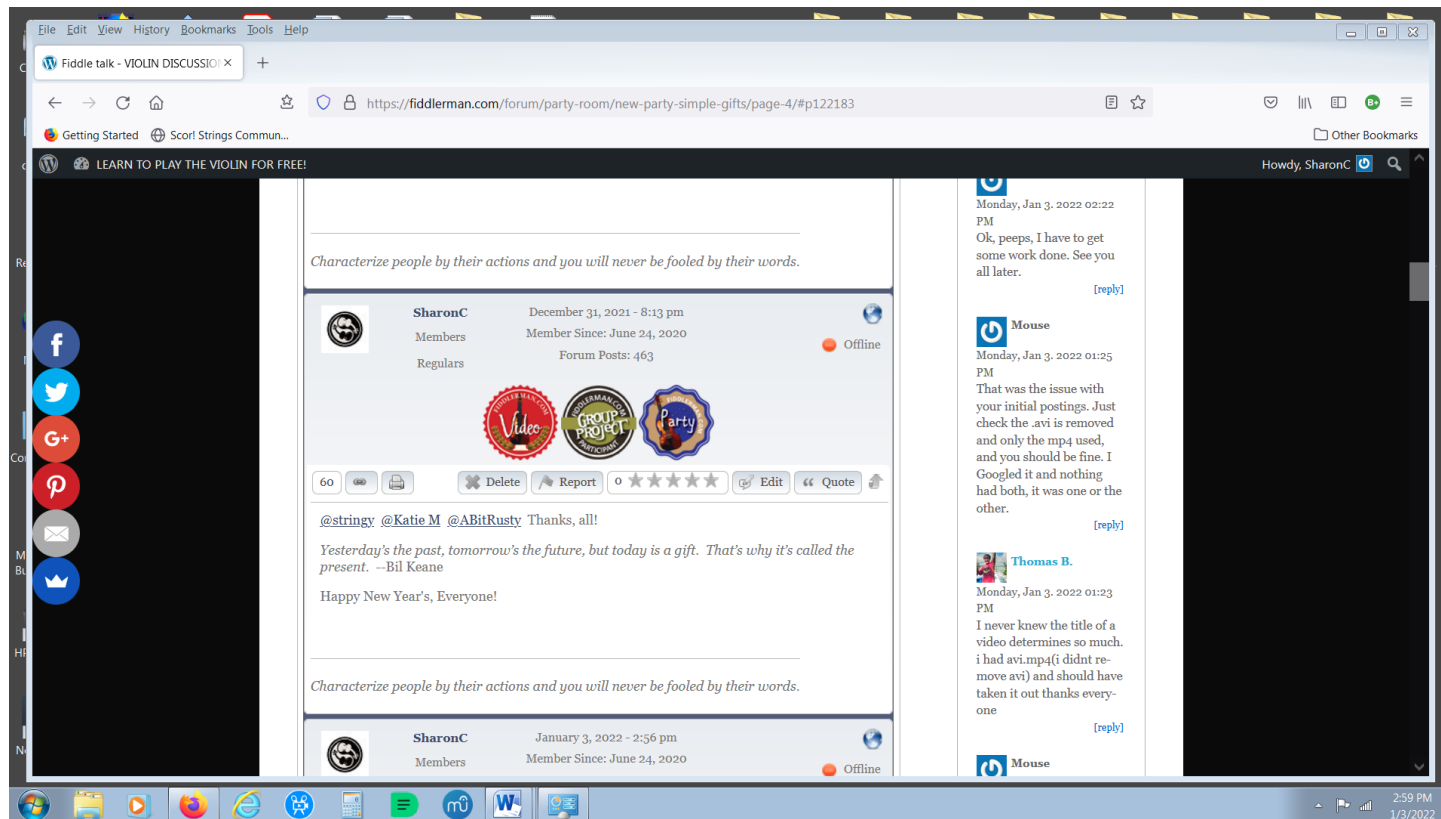 File Edit View History Bookmarks Tools Help
Fiddle talk - VIOLIN DISCUSSIO
https://fiddlerman.com/forum/party-room/new-party-simple-gifts/page-4/#p122183
Getting Started Scor! Strings Commun...
Other Bookmarks
LEARN TO PLAY THE VIOLIN FOR FREE!
Howdy, SharonC
Characterize people by their actions and you will never be fooled by their words.
SharonC
Members
Regulars
December 31, 2021 - 8:13 pm
Member Since: June 24, 2020
Forum Posts: 463
Offline
FIDDLERMAN.COM
Video
FIDDLERMAN.COM
GROUP
PROJECT
PARTICIPANT
Party
60
Delete
Report
0
Edit
Quote
@stringy @Katie M @ABitRusty Thanks, all!
Yesterday's the past, tomorrow's the future, but today is a gift. That's why it's called the
present. --Bil Keane
Happy New Year's, Everyone!
Characterize people by their actions and you will never be fooled by their words.
SharonC
Members
January 3, 2022 - 2:56 pm
Member Since: June 24, 2020
Offline
Monday, Jan 3. 2022 02:22
PM
Ok, peeps, I have to get
some work done. See you
all later.
[reply]
Mouse
Monday, Jan 3. 2022 01:25
PM
That was the issue with
your initial postings. Just
check the .avi is removed
and only the mp4 used,
and you should be fine. I
Googled it and nothing
had both, it was one or the
other.
[reply]
Thomas B.
Monday, Jan 3. 2022 01:23
PM
I never knew the title of a
video determines so much.
i had avi.mp4(i didnt re-
move avi) and should have
taken it out thanks every-
one
[reply]
Mouse
2:59 PM
1/3/2022